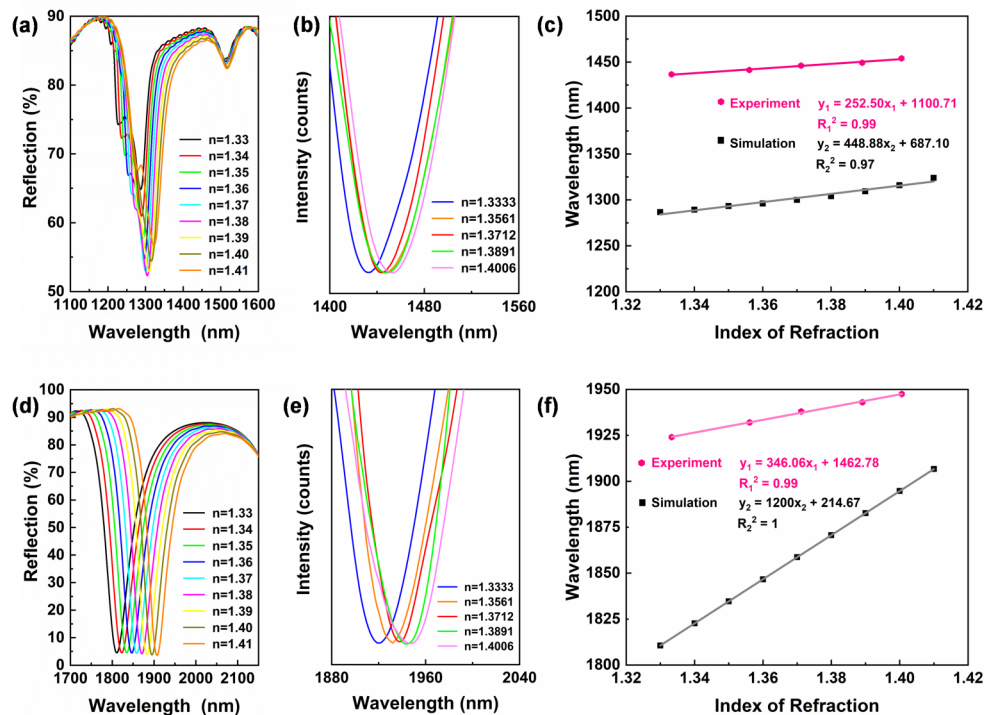 (a)
90
80
70
60
50
Reflection (%)
n=1.33
n=1.34
n=1.35
n=1.36
n=1.37
n=1.38
n=1.39
n=1.40
n=1.41
1100 1200 1300 1400 1500 1600
Wavelength (nm)
(b)
Intensity (counts)
n=1.3333
n=1.3561
n=1.3712
n=1.3891
n=1.4006
1400 1480 1560
Wavelength (nm)
(c)
1500
1450
1400
1350
1300
1250
1200
Wavelength (nm)
Experiment y₁ = 252.50x₁ + 1100.71
R₁² = 0.99
Simulation y₂ = 448.88x₂ + 687.10
R₂² = 0.97
1.32 1.34 1.36 1.38 1.40 1.42
Index of Refraction
(d)
100
90
80
70
60
50
40
30
20
10
0
Reflection (%)
n=1.33
n=1.34
n=1.35
n=1.36
n=1.37
n=1.38
n=1.39
n=1.40
n=1.41
1700 1800 1900 2000 2100
Wavelength (nm)
(e)
Intensity (counts)
n=1.3333
n=1.3561
n=1.3712
n=1.3891
n=1.4006
1880 1960 2040
Wavelength (nm)
(f)
1950
1925
1900
1875
1850
1825
1800
Wavelength (nm)
Experiment y₁ = 346.06x₁ + 1462.78
R₁² = 0.99
Simulation y₂ = 1200x₂ + 214.67
R₂² = 1
1.32 1.34 1.36 1.38 1.40 1.42
Index of Refraction